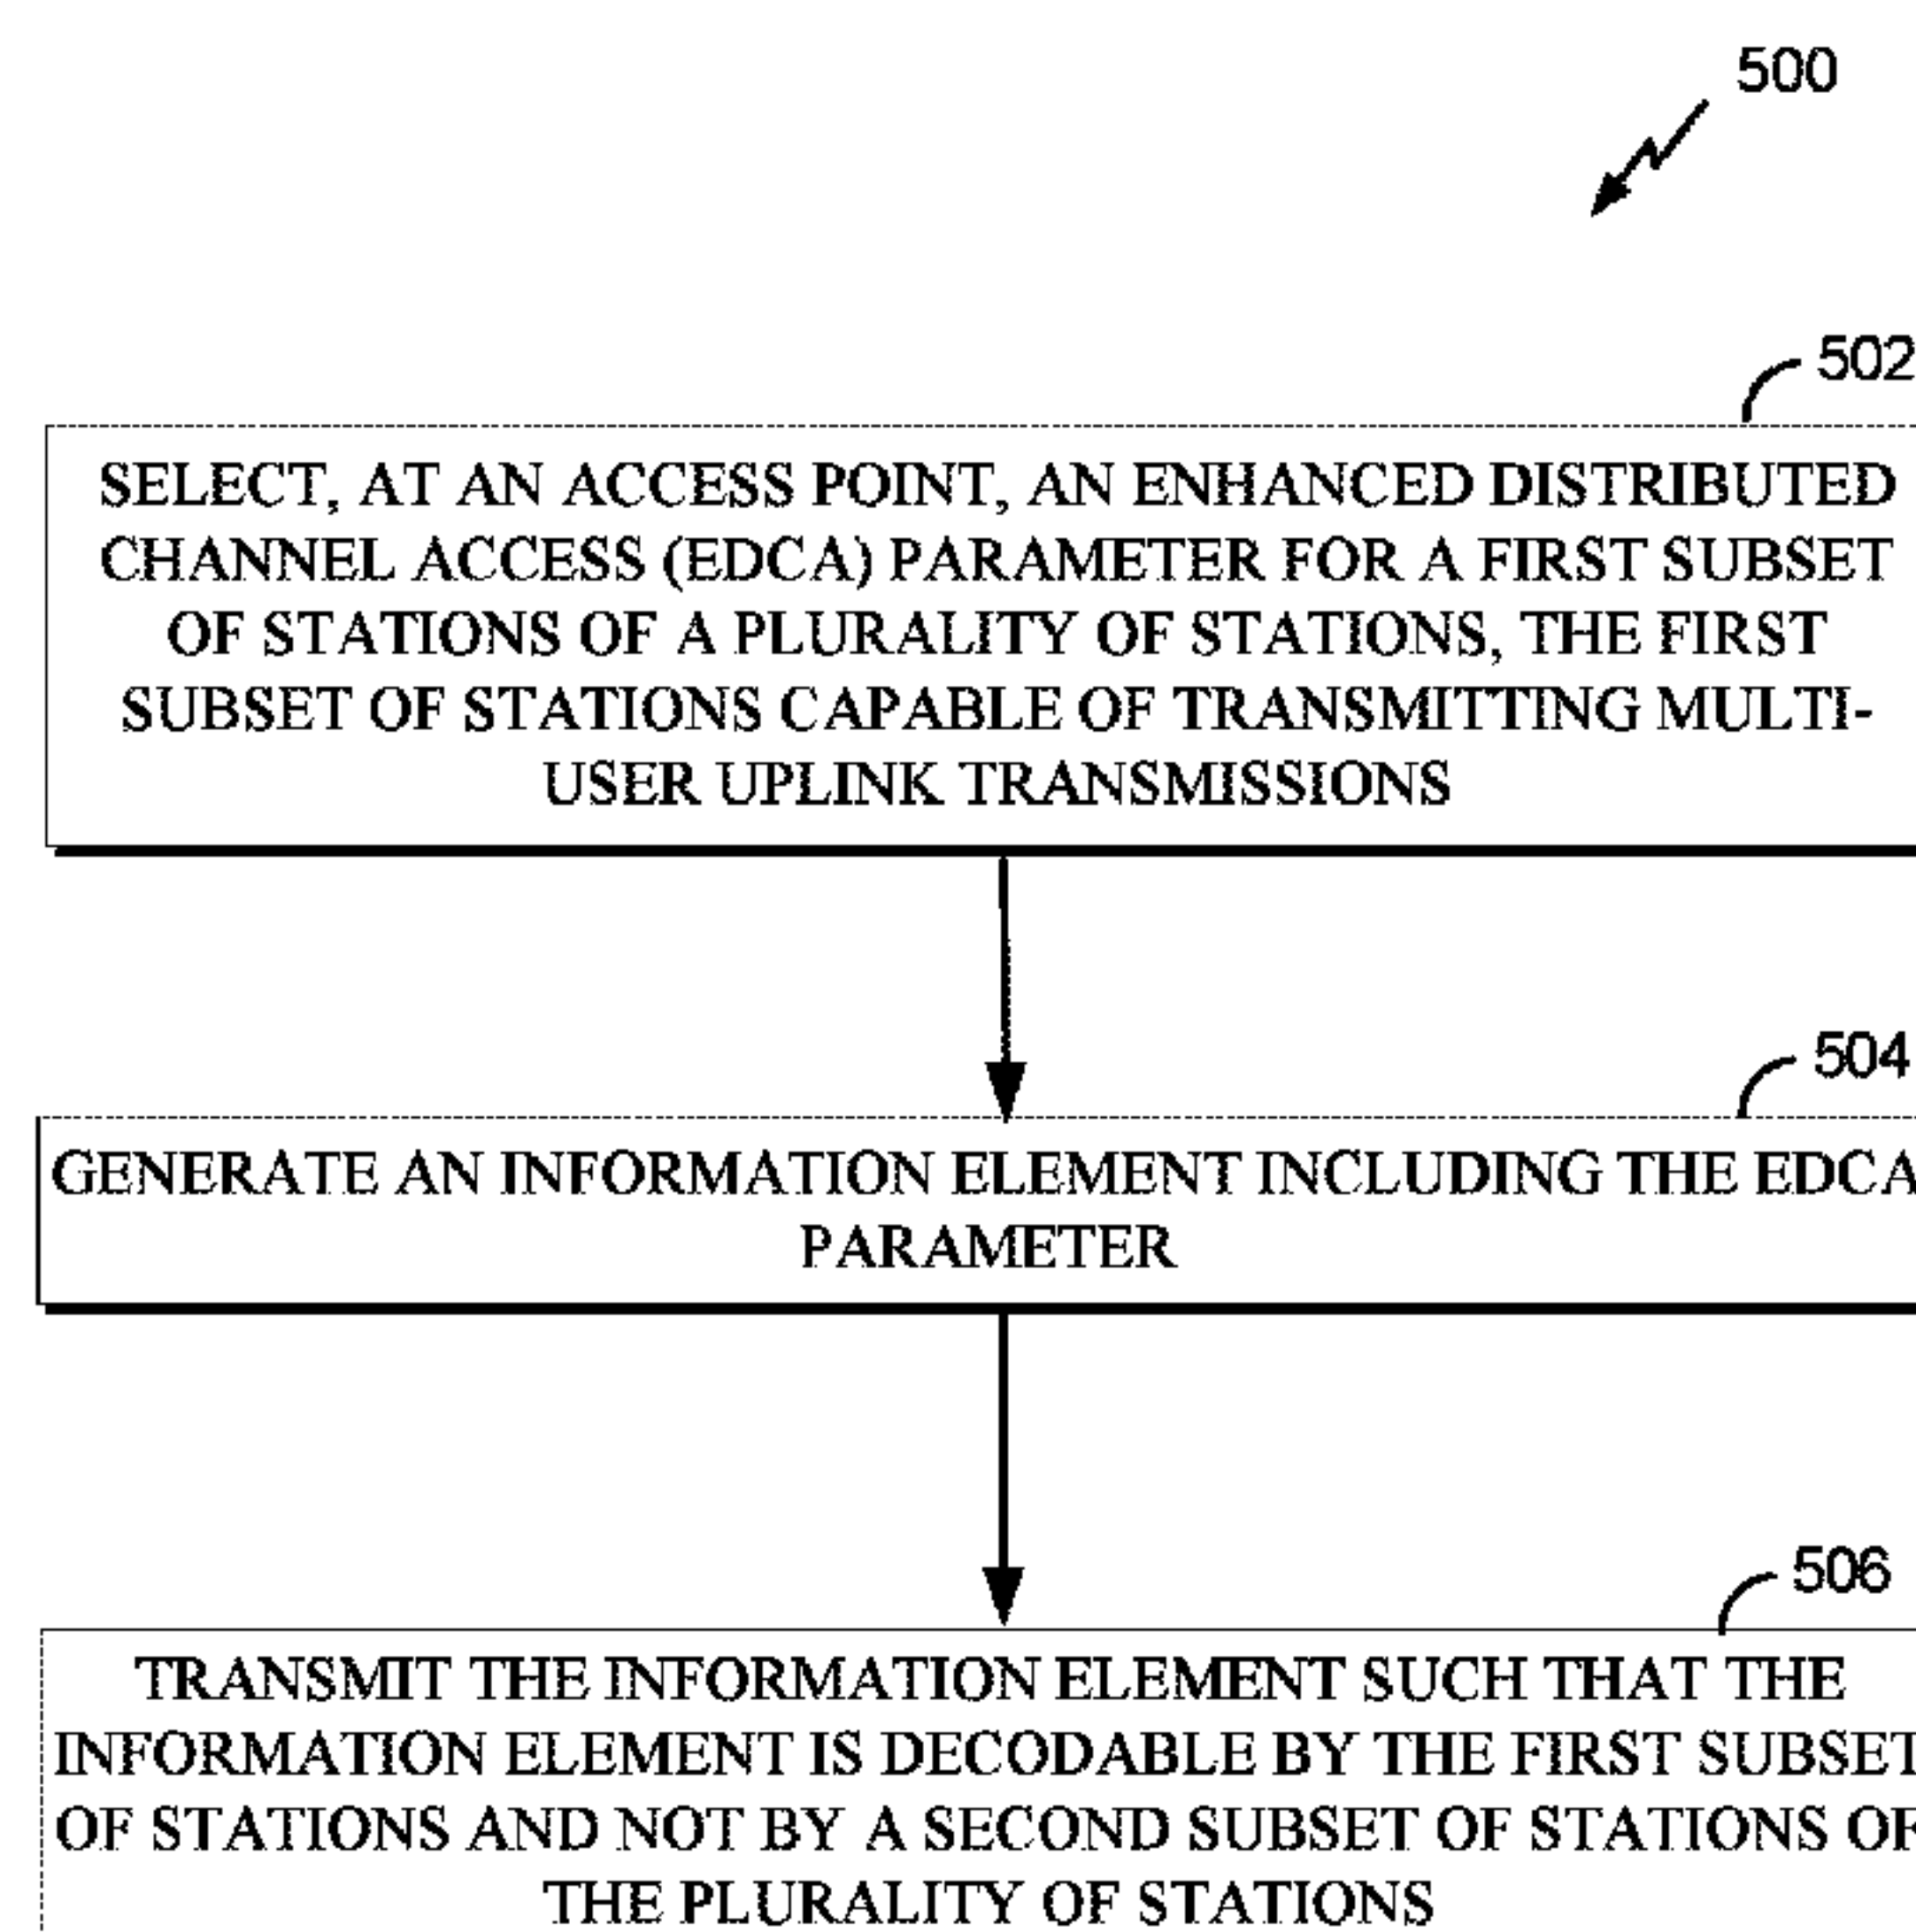 500
502
SELECT, AT AN ACCESS POINT, AN ENHANCED DISTRIBUTED
CHANNEL ACCESS (EDCA) PARAMETER FOR A FIRST SUBSET
OF STATIONS OF A PLURALITY OF STATIONS, THE FIRST
SUBSET OF STATIONS CAPABLE OF TRANSMITTING MULTI-
USER UPLINK TRANSMISSIONS
504
GENERATE AN INFORMATION ELEMENT INCLUDING THE EDCA
PARAMETER
506
TRANSMIT THE INFORMATION ELEMENT SUCH THAT THE
INFORMATION ELEMENT IS DECODABLE BY THE FIRST SUBSET
OF STATIONS AND NOT BY A SECOND SUBSET OF STATIONS OF
THE PLURALITY OF STATIONS